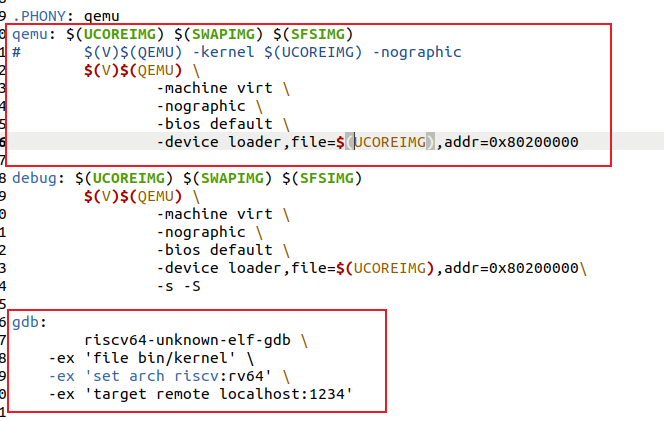 9 .PHONY: qemu
0 qemu: $(UCOREIMG) $(SWAPIMG) $(SFSIMG)
1 #       $(V)$(QEMU) -kernel $(UCOREIMG) -nographic
2         $(V)$(QEMU) \
3                 -machine virt \
4                 -nographic \
5                 -bios default \
6                 -device loader,file=$(UCOREIMG),addr=0x80200000
7
8 debug: $(UCOREIMG) $(SWAPIMG) $(SFSIMG)
9         $(V)$(QEMU) \
0                 -machine virt \
1                 -nographic \
2                 -bios default \
3                 -device loader,file=$(UCOREIMG),addr=0x80200000\
4                 -s -S
5
6 gdb:
7         riscv64-unknown-elf-gdb \
8     -ex 'file bin/kernel' \
9     -ex 'set arch riscv:rv64' \
0     -ex 'target remote localhost:1234'
1